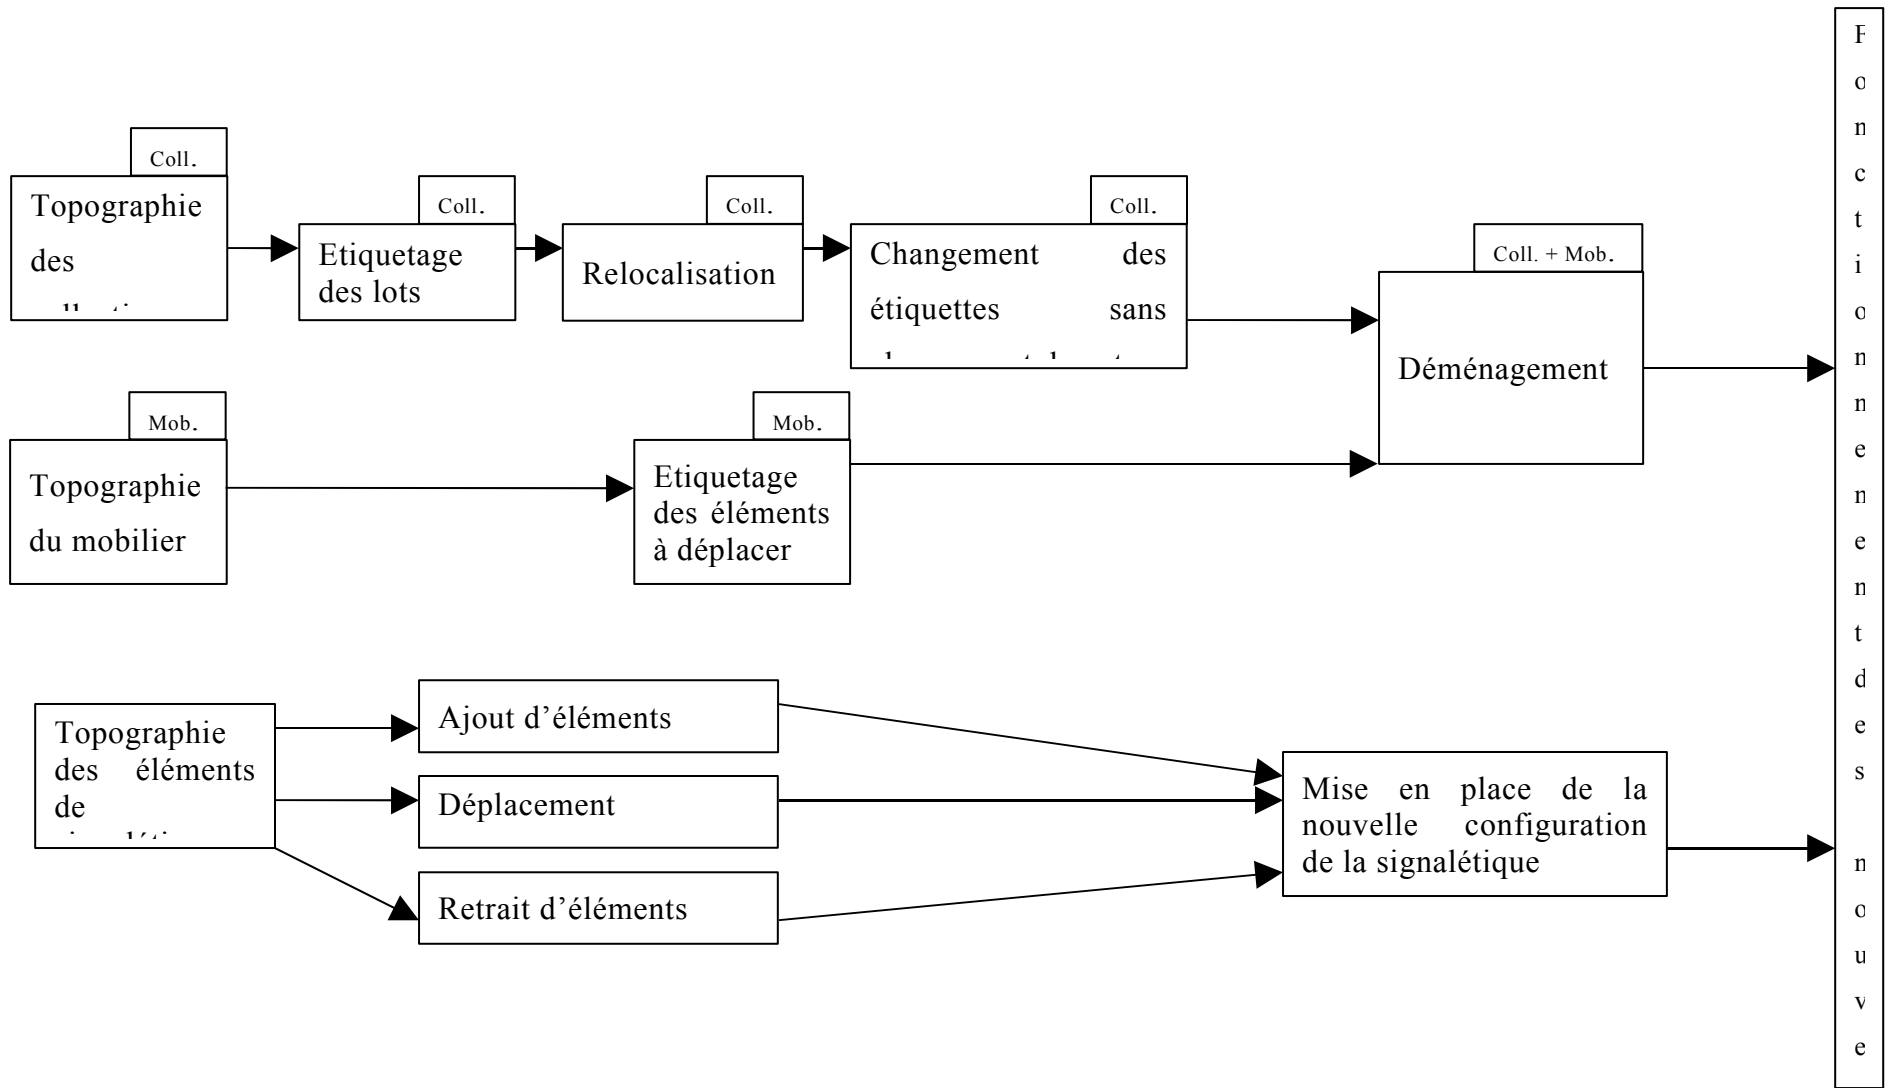 Coll.
Topographie
des
Coll.
Etiquetage
des lots
Coll.
Relocalisation
Coll.
Changement des
étiquettes sans
Coll. + Mob.
Déménagement
Mob.
Topographie
du mobilier
Mob.
Etiquetage
des éléments
à déplacer
Topographie
des éléments
de
Ajout d’éléments
Déplacement
Retrait d’éléments
Mise en place de la
nouvelle configuration
de la signalétique
F
o
n
c
t
i
o
n
n
e
n
e
n
t
d
e
s
n
o
u
v
e